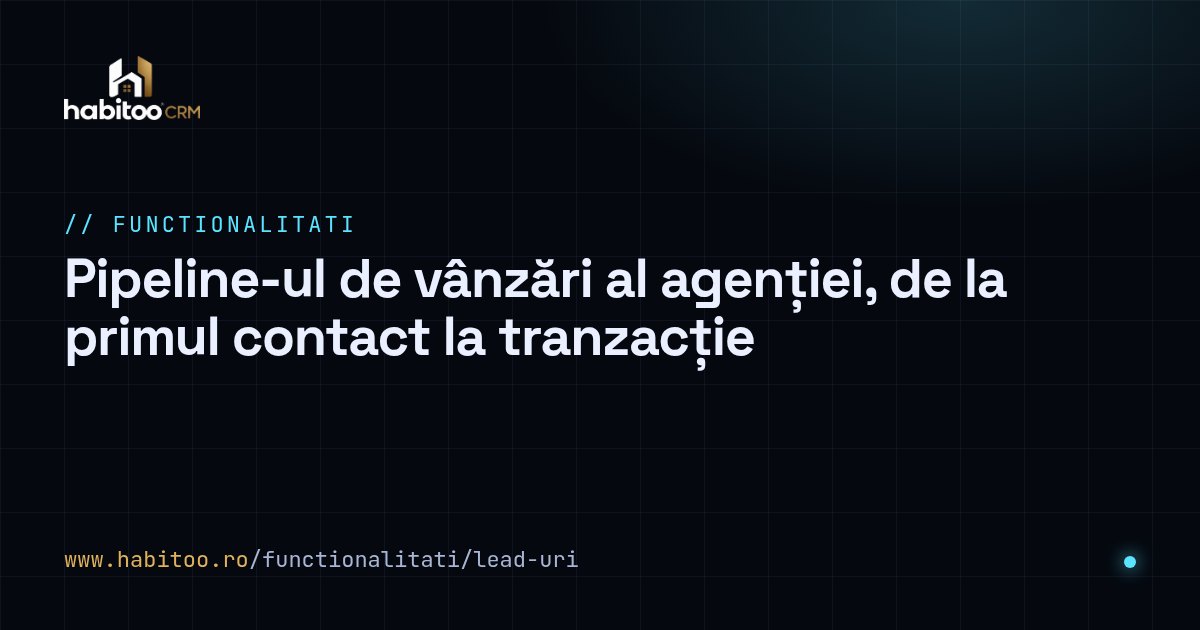 habitoo CRM
// FUNCTIONALITATI
Pipeline-ul de vânzări al agenției, de la
primul contact la tranzacție
www.habitoo.ro/functionalitati/lead-uri